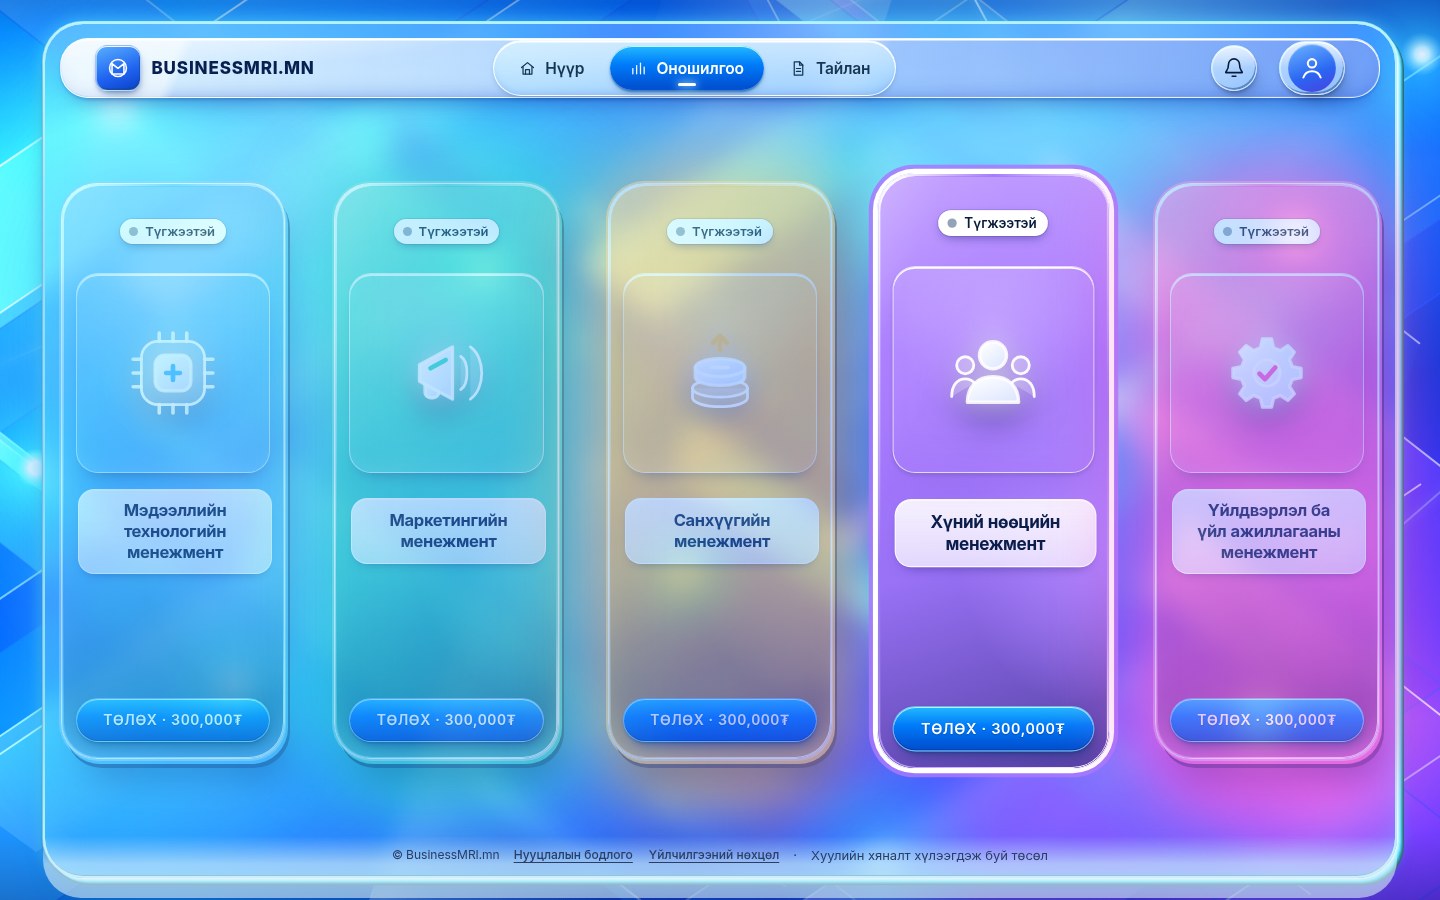 BUSINESSMRI.MN
Нүүр
Оношилгоо
Тайлан
Түгжээтэй
Түгжээтэй
Түгжээтэй
Түгжээтэй
Түгжээтэй
Мэдээллийн
технологийн
менежмент
Маркетингийн
менежмент
Санхүүгийн
менежмент
Хүний нөөцийн
менежмент
Үйлдвэрлэл ба
үйл ажиллагааны
менежмент
ТӨЛӨХ · 300,000₮
ТӨЛӨХ · 300,000₮
ТӨЛӨХ · 300,000₮
ТӨЛӨХ · 300,000₮
ТӨЛӨХ · 300,000₮
© BusinessMRI.mn Нууцлалын бодлого Үйлчилгээний нөхцөл · Хуулийн хяналт хүлээгдэж буй төсөл